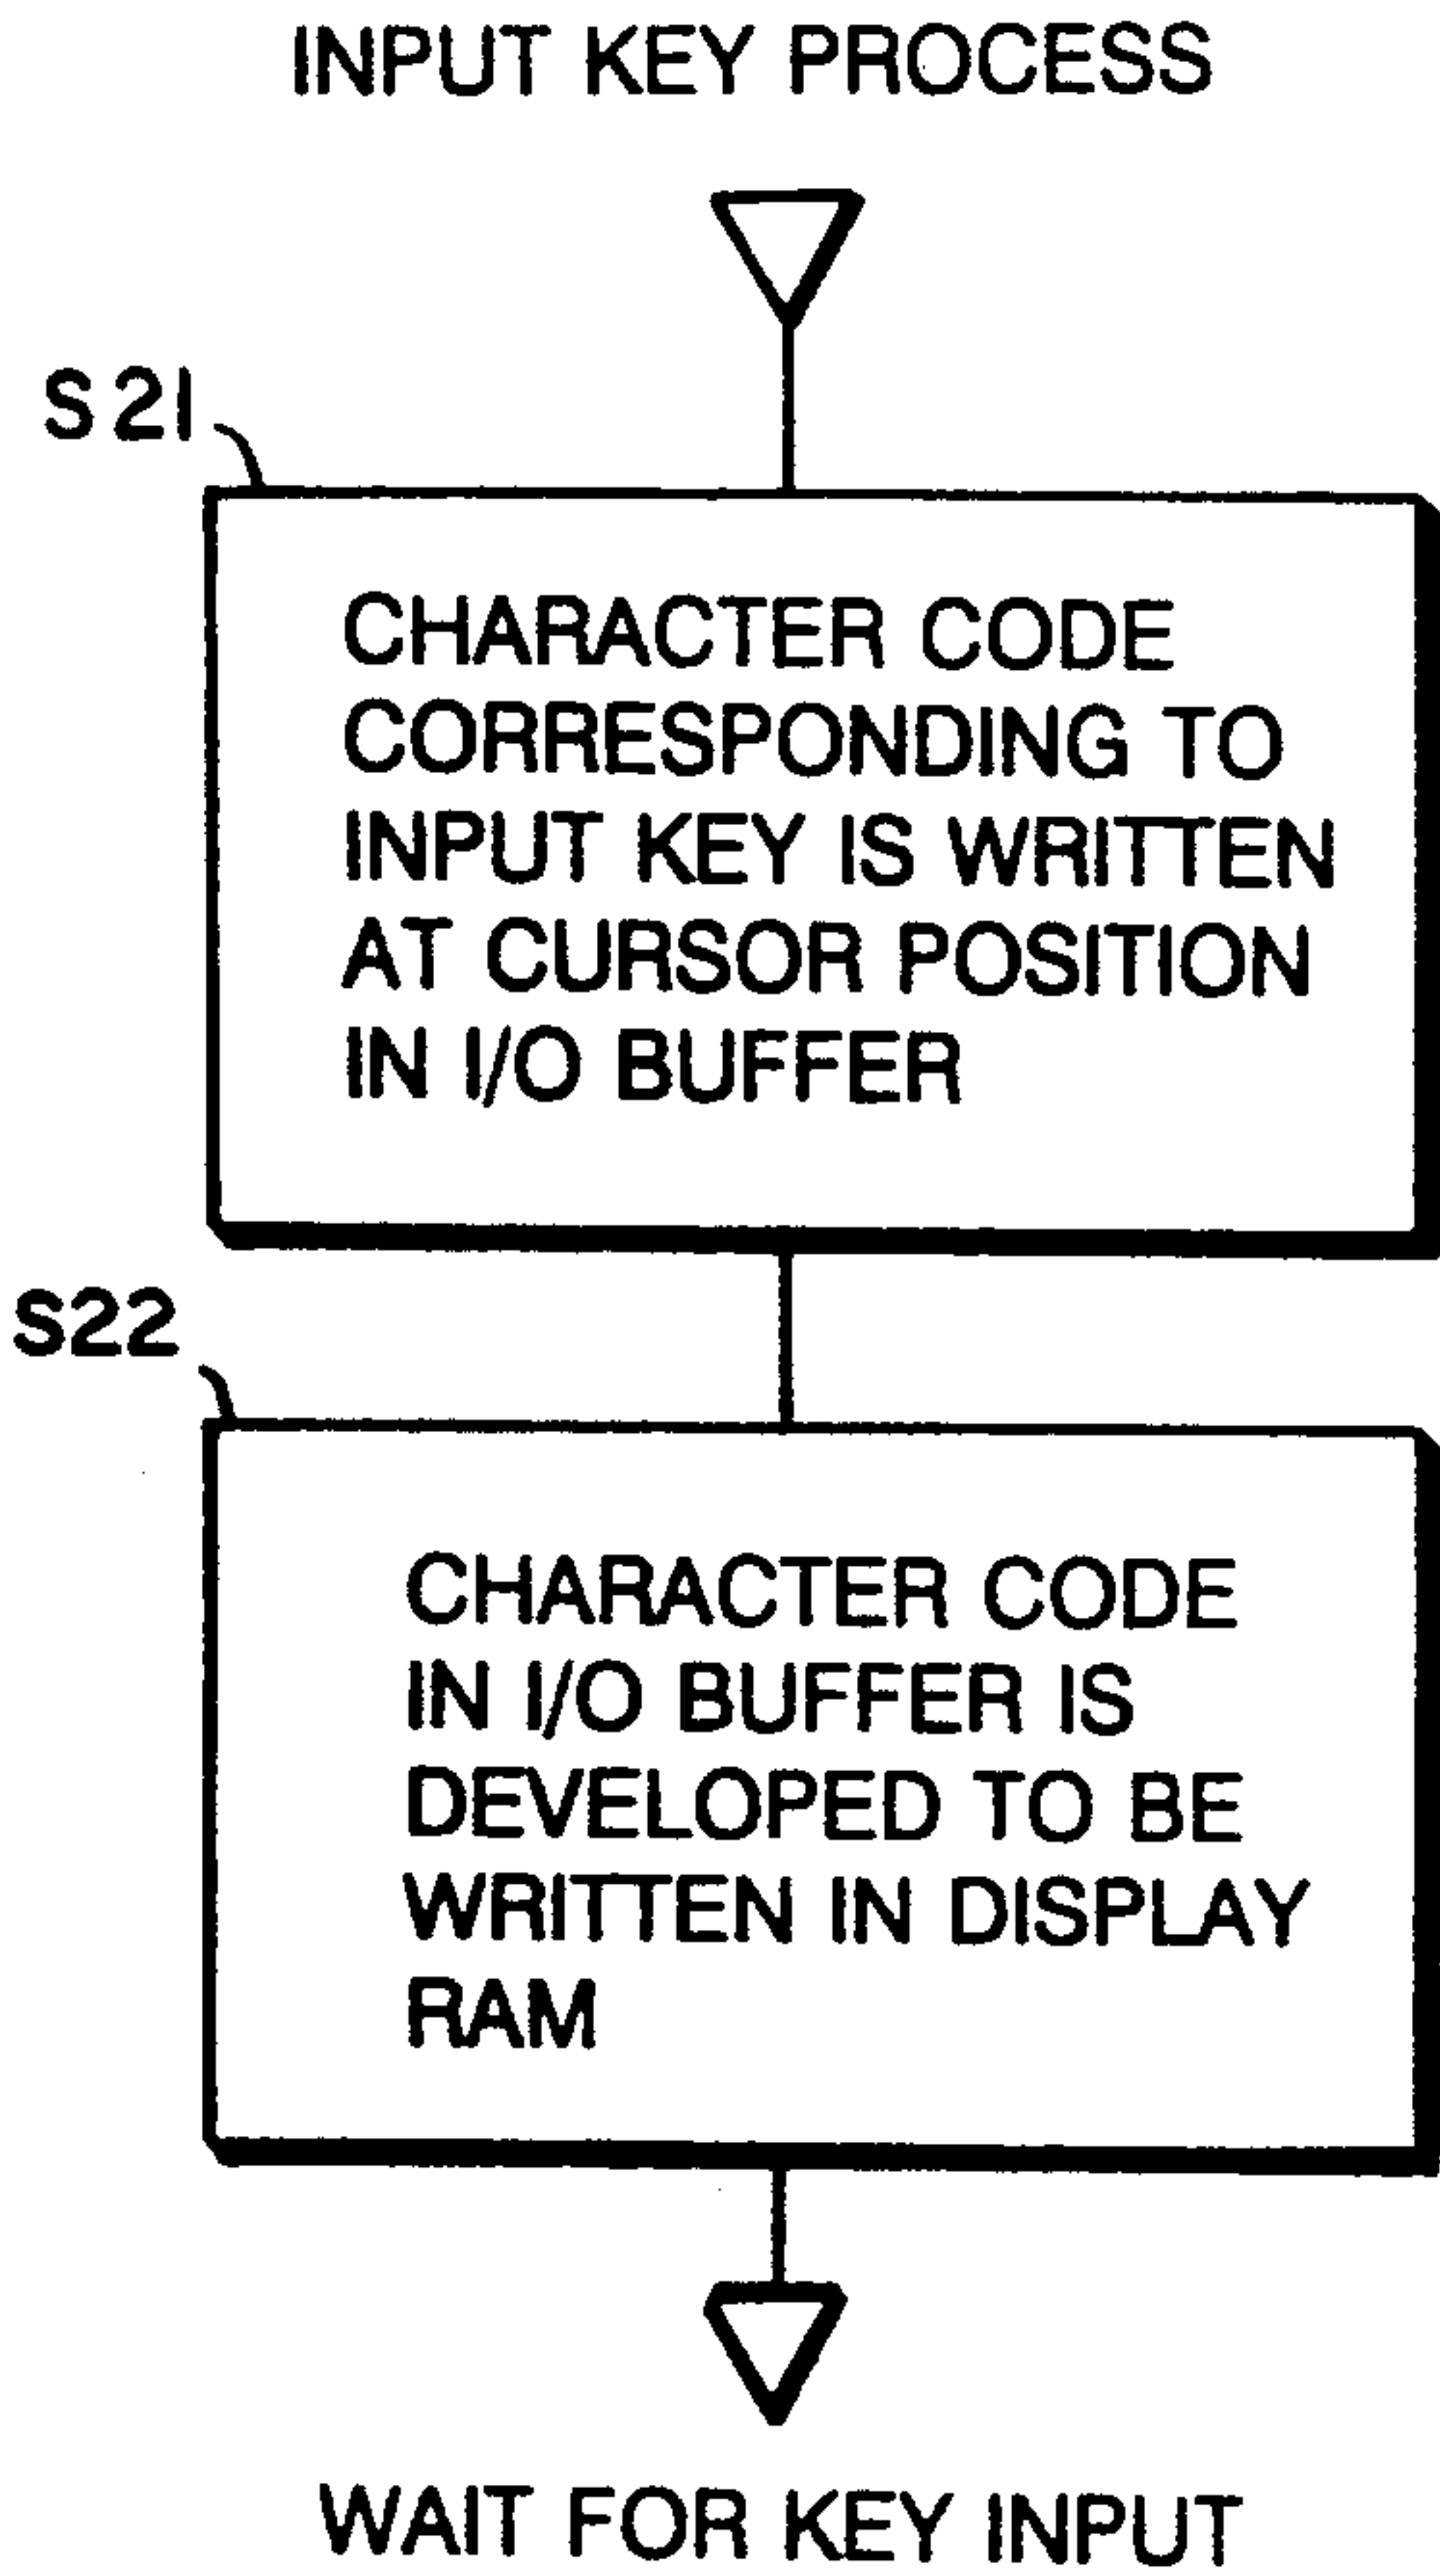 INPUT KEY PROCESS
S21
CHARACTER CODE
CORRESPONDING TO
INPUT KEY IS WRITTEN
AT CURSOR POSITION
IN I/O BUFFER
S22
CHARACTER CODE
IN I/O BUFFER IS
DEVELOPED TO BE
WRITTEN IN DISPLAY
RAM
WAIT FOR KEY INPUT